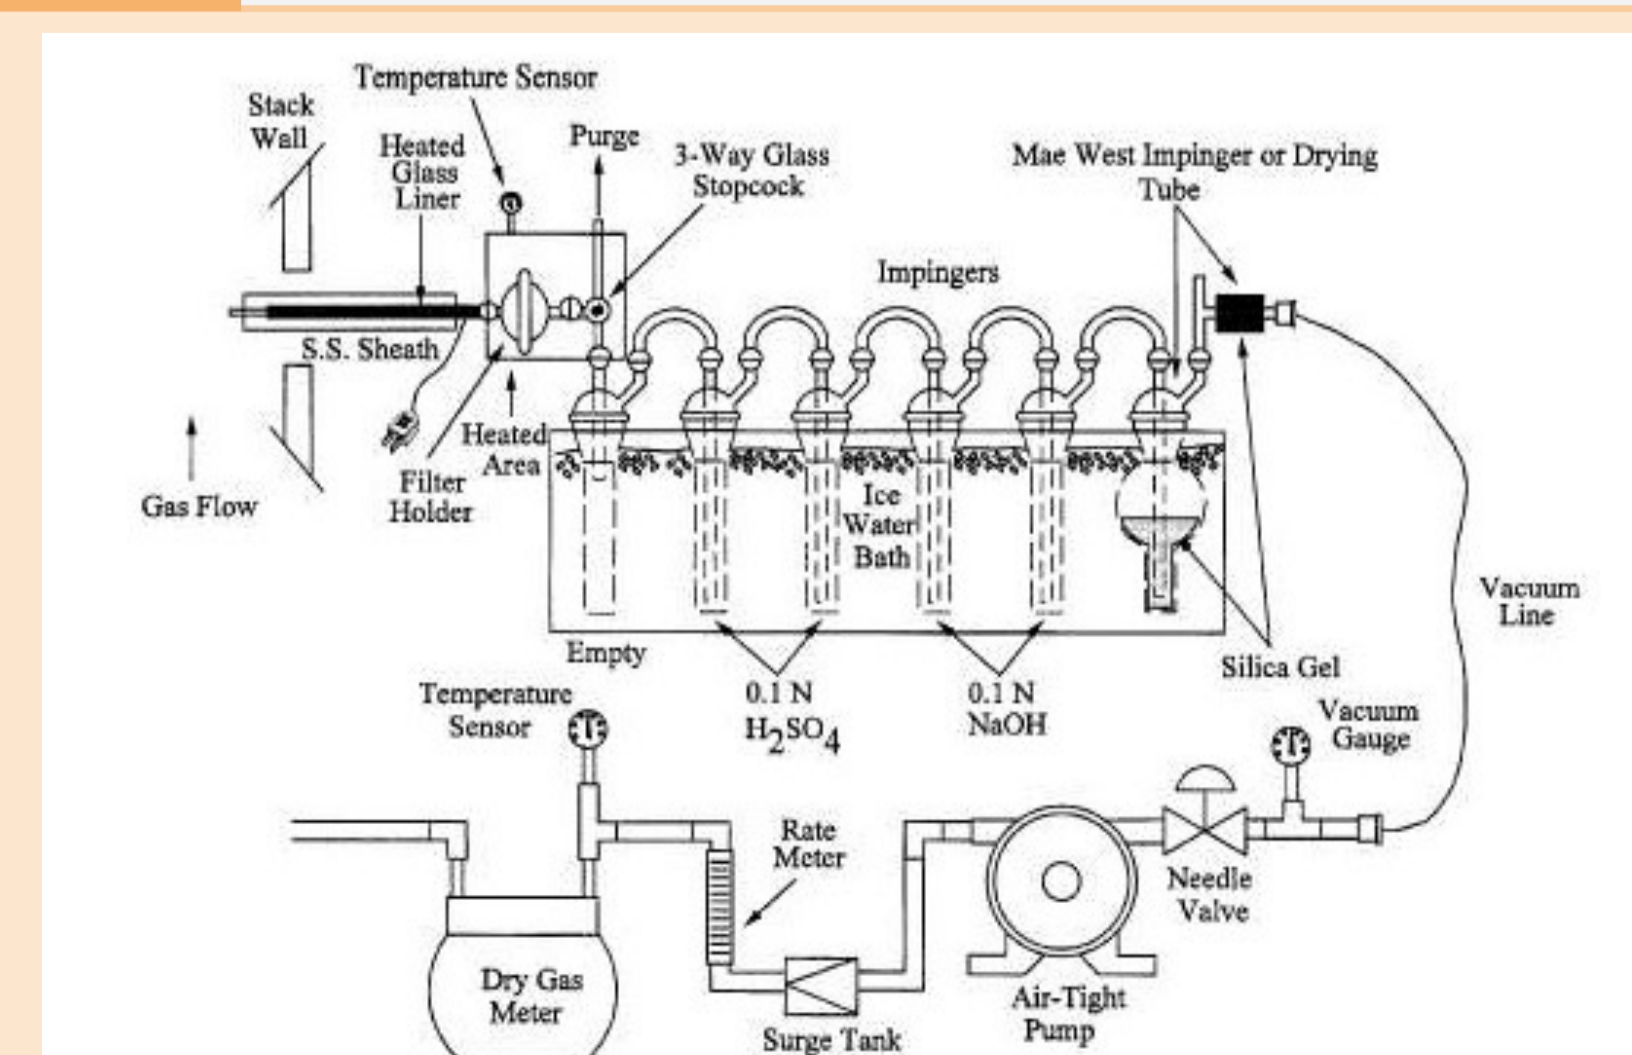 Temperature Sensor
Stack
Wall
Heated
Glass
Liner
Purge
3-Way Glass
Stopcock
Mae West Impinger or Drying
Tube
Impingers
S.S. Sheath
Heated
Area
Filter
Holder
Gas Flow
Ice
Water
Bath
Vacuum
Line
Empty
0.1 N
H₂SO₄
0.1 N
NaOH
Silica Gel
Temperature
Sensor
Vacuum
Gauge
Rate
Meter
Needle
Valve
Dry Gas
Meter
Air-Tight
Pump
Surge Tank